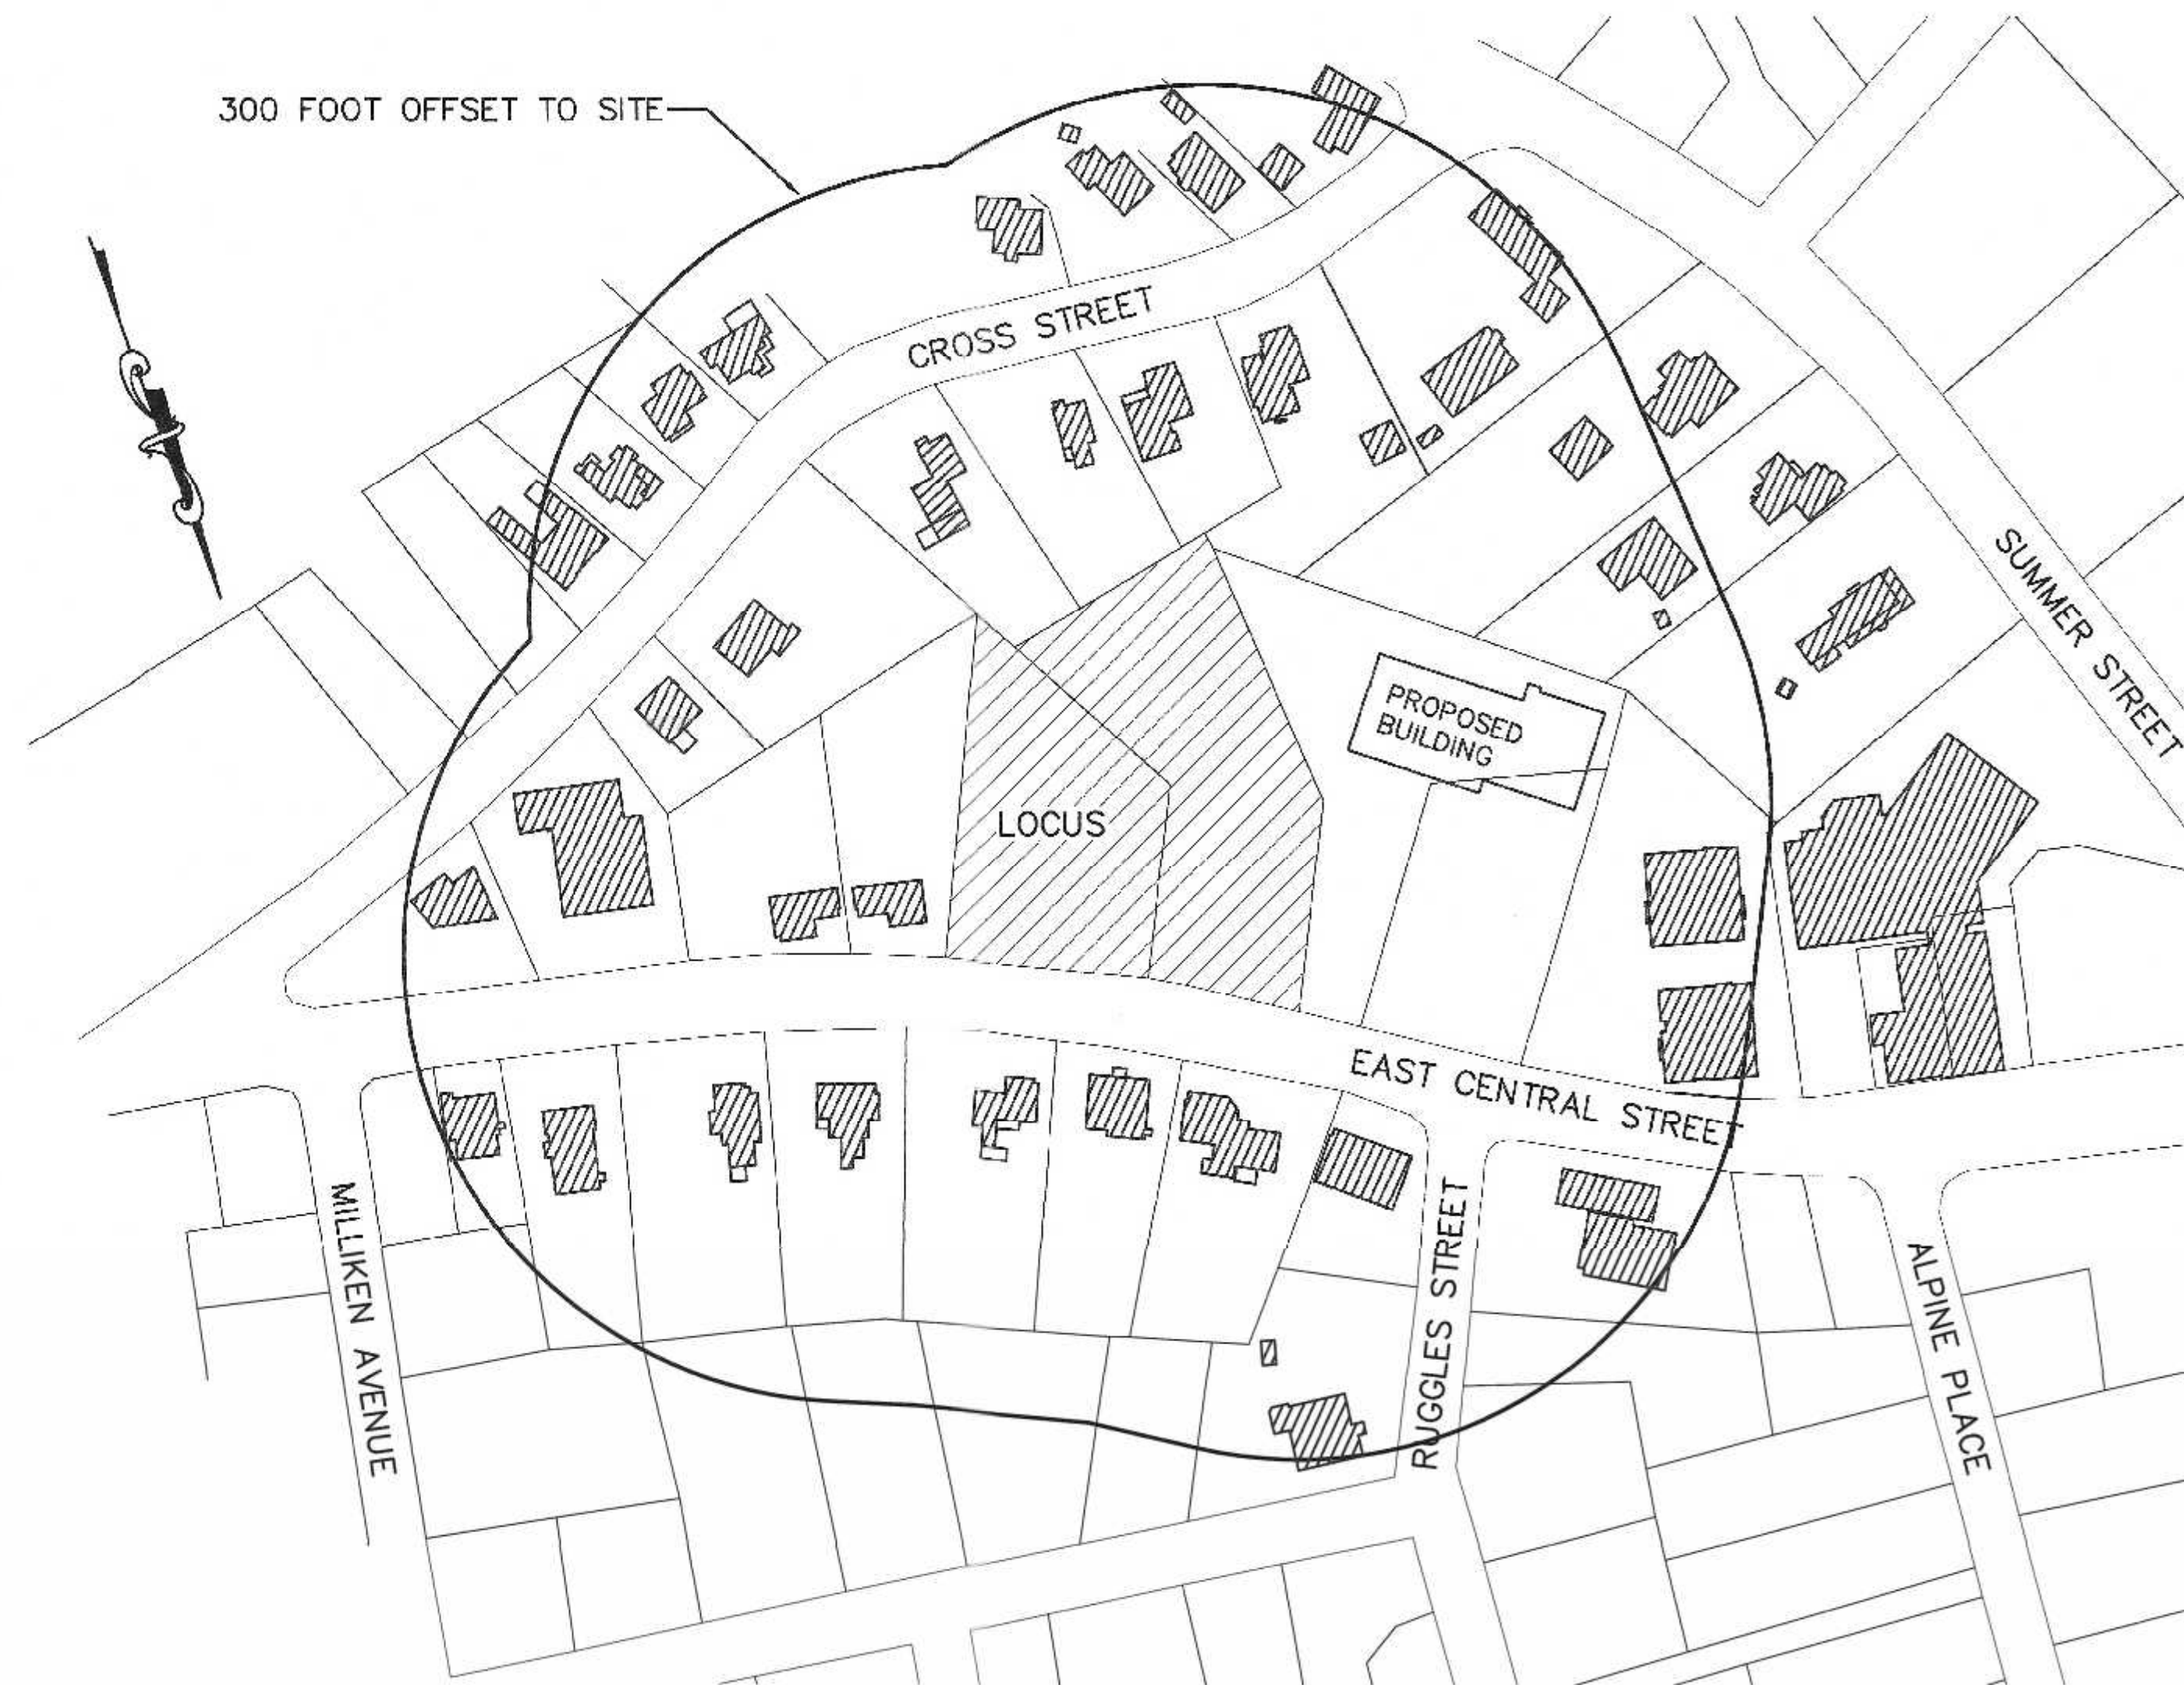 300 FOOT OFFSET TO SITE
CROSS STREET
SUMMER STREET
PROPOSED
BUILDING
LOCUS
EAST CENTRAL STREET
MILLIKEN AVENUE
RUGGLES STREET
ALPINE PLACE